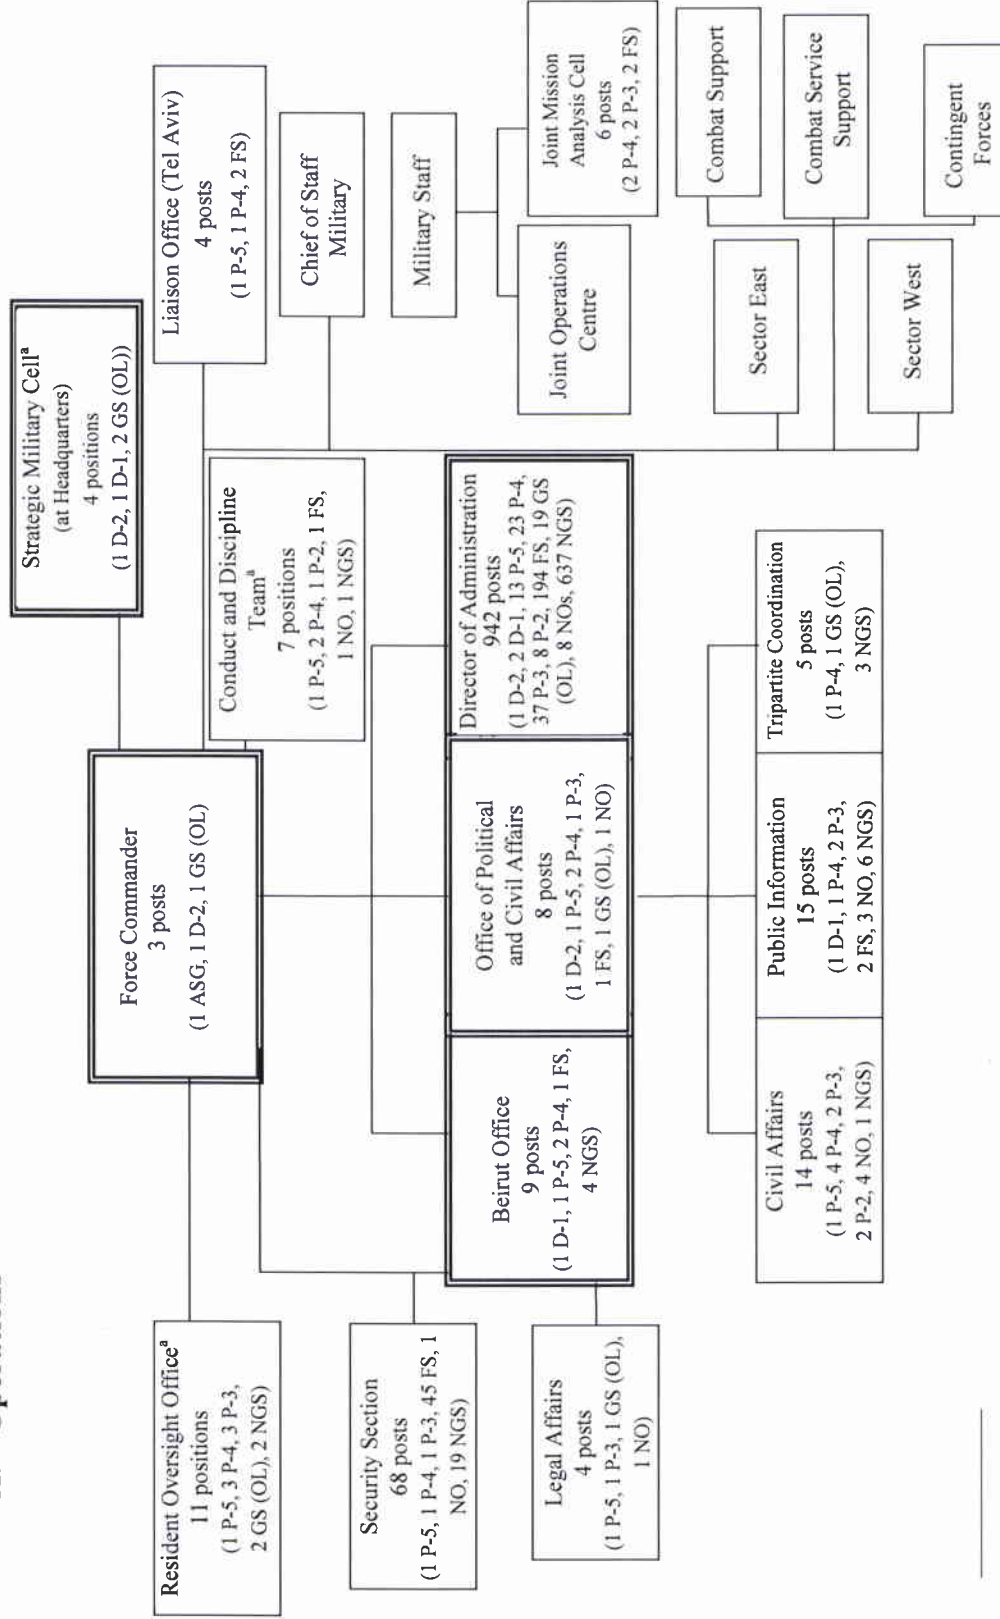 Strategic Military Cellᵃ
(at Headquarters)
4 positions
(1 D-2, 1 D-1, 2 GS (OL))
Force Commander
3 posts
(1 ASG, 1 D-2, 1 GS (OL)
Resident Oversight Officeᵃ
11 positions
(1 P-5, 3 P-4, 3 P-3,
2 GS (OL), 2 NGS)
Liaison Office (Tel Aviv)
4 posts
(1 P-5, 1 P-4, 2 FS)
Conduct and Discipline
Teamᵃ
7 positions
(1 P-5, 2 P-4, 1 P-2, 1 FS,
1 NO, 1 NGS)
Chief of Staff
Military
Security Section
68 posts
(1 P-5, 1 P-4, 1 P-3, 45 FS, 1
NO, 19 NGS)
Military Staff
Beirut Office
9 posts
(1 D-1, 1 P-5, 2 P-4, 1 FS,
4 NGS)
Office of Political
and Civil Affairs
8 posts
(1 D-2, 1 P-5, 2 P-4, 1 P-3,
1 FS, 1 GS (OL), 1 NO)
Director of Administration
942 posts
(1 D-2, 2 D-1, 13 P-5, 23 P-4,
37 P-3, 8 P-2, 194 FS, 19 GS
(OL), 8 NOs, 637 NGS)
Joint Operations
Centre
Joint Mission
Analysis Cell
6 posts
(2 P-4, 2 P-3, 2 FS)
Legal Affairs
4 posts
(1 P-5, 1 P-3, 1 GS (OL),
1 NO)
Combat Support
Sector East
Combat Service
Support
Sector West
Contingent
Forces
Civil Affairs
14 posts
(1 P-5, 4 P-4, 2 P-3,
2 P-2, 4 NO, 1 NGS)
Public Information
15 posts
(1 D-1, 1 P-4, 2 P-3,
2 FS, 3 NO, 6 NGS)
Tripartite Coordination
5 posts
(1 P-4, 1 GS (OL),
3 NGS)